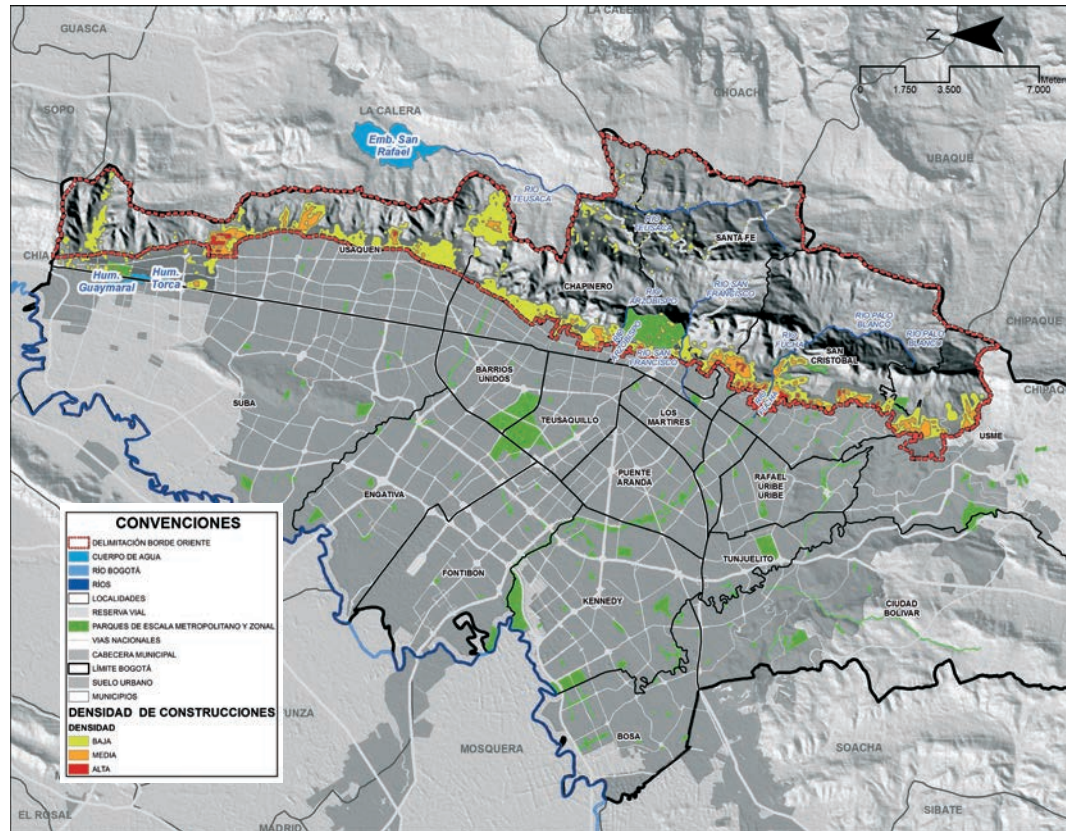 GUASCA
LA CALERA
N
0 1.750 3.500 7.000
SOPO
LA CALERA
CHOACHI
Emb. San
Rafael
UBAQUE
RIO
TEUSACA
RIO
TEUSACA
SANTA FE
USAQUEN
Hum.
Guaymaral
Hum.
Torca
CHAPINERO
RIO
ARZOBISPO
RIO SAN
FRANCISCO
RIO PALO
BLANCO
RIO PALO
BLANCO
CHIPAQUE
RIO
FUCHA
SAN
CRISTOBAL
RIO SAN
FRANCISCO
BARRIOS
UNIDOS
SUBA
TEUSAQUILLO
LOS
MARTIRES
USME
PUENTE
ARANDA
RAFAEL
URIBE
URIBE
ENGATIVA
TUNJUELITO
FONTIBON
KENNEDY
CIUDAD
BOLIVAR
BOSA
MOSQUERA
SOACHA
SIBATE
EL ROSAL
MADRID
CONVENCIONES
DELIMITACIÓN BORDE ORIENTE
CUERPO DE AGUA
RÍO BOGOTÁ
RÍOS
LOCALIDADES
RESERVA VIAL
PARQUES DE ESCALA METROPOLITANO Y ZONAL
VIAS NACIONALES
CABECERA MUNICIPAL
LÍMITE BOGOTÁ
SUELO URBANO
MUNICIPIOS
DENSIDAD DE CONSTRUCCIONES
DENSIDAD
BAJA
MEDIA
ALTA